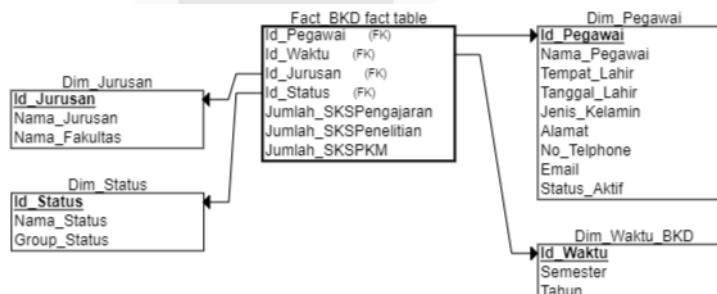 Fact_BKD fact table
Id_Pegawai (FK)
Id_Waktu (FK)
Id_Jurusan (FK)
Id_Status (FK)
Jumlah_SKSPengajaran
Jumlah_SKSPenelitian
Jumlah_SKSPKM
Dim_Jurusan
Id_Jurusan
Nama_Jurusan
Nama_Fakultas
Dim_Status
Id_Status
Nama_Status
Group_Status
Dim_Pegawai
Id_Pegawai
Nama_Pegawai
Tempat_Lahir
Tanggal_Lahir
Jenis_Kelamin
Alamat
No_Telphone
Email
Status_Aktif
Dim_Waktu_BKD
Id_Waktu
Semester
Tahun